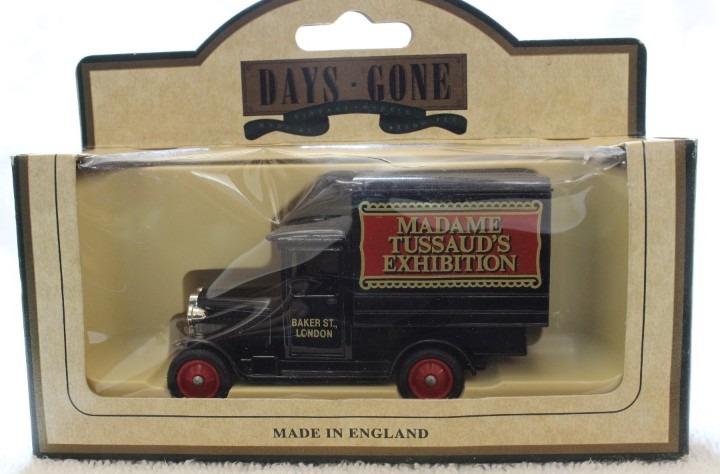 DAYS · GONE
MADAME
TUSSAUD'S
EXHIBITION
BAKER ST.,
LONDON
MADE IN ENGLAND